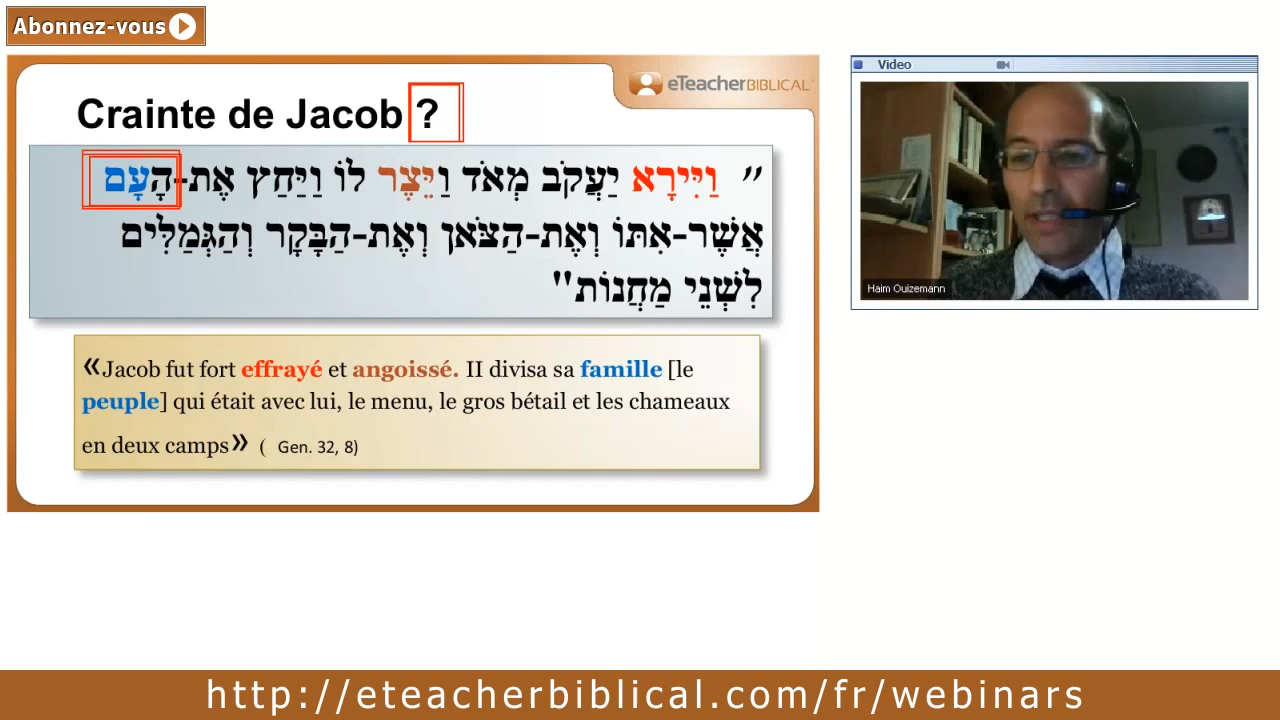 Abonnez-vous
eTeacherBIBLICAL
Crainte de Jacob ?
״ וַיִּירָא יַעֲקֹב מְאֹד וַיֵּצֶר לוֹ וַיַּחַץ אֶת-הָעָם
אֲשֶׁר-אִתּוֹ וְאֶת-הַצֹּאן וְאֶת-הַבָּקָר וְהַגְּמַלִּים
לִשְׁנֵי מַחֲנוֹת"
«Jacob fut fort effrayé et angoissé. II divisa sa famille [le
peuple] qui était avec lui, le menu, le gros bétail et les chameaux
en deux camps» ( Gen. 32, 8)
Video
Haim Ouizemann
http://eteacherbiblical.com/fr/webinars